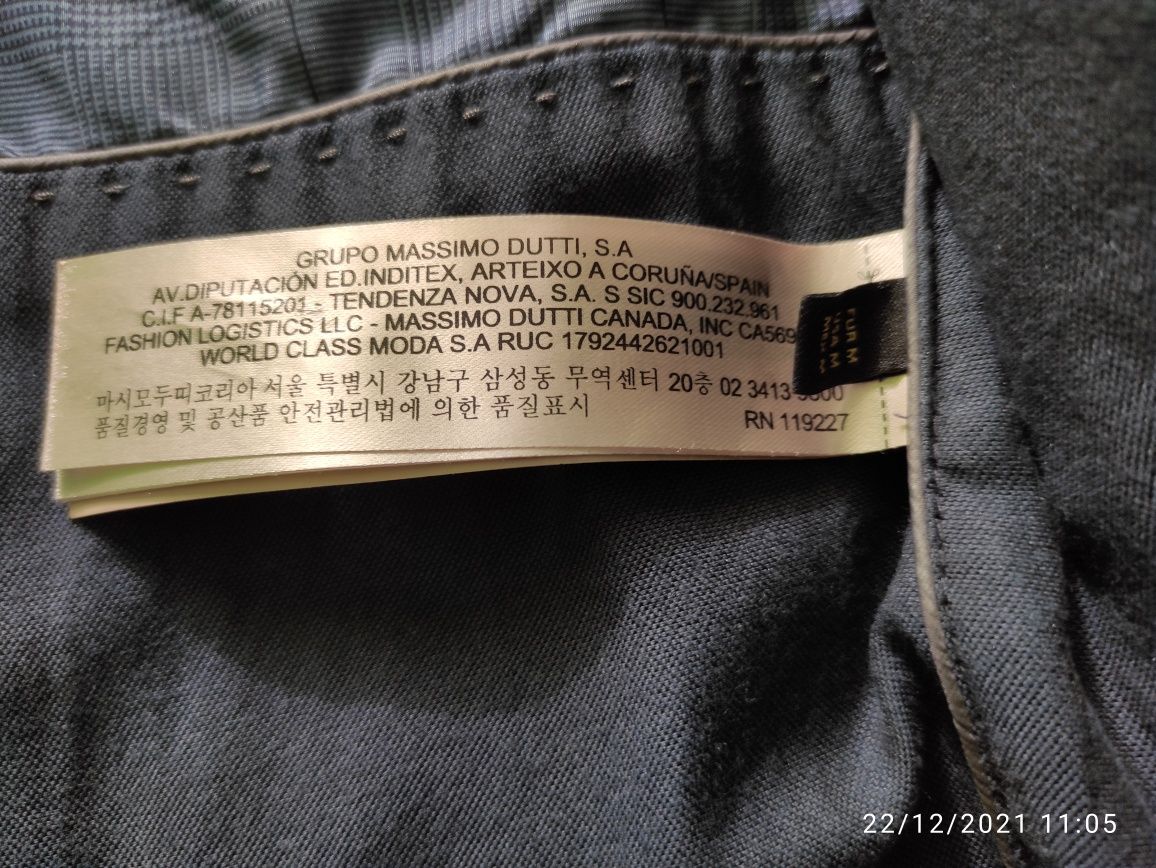 GRUPO MASSIMO DUTTI, S.A
AV.DIPUTACIÓN ED.INDITEX, ARTEIXO A CORUÑA/SPAIN
C.I.F A-78115201 - TENDENZA NOVA, S.A. S SIC 900.232.961
FASHION LOGISTICS LLC - MASSIMO DUTTI CANADA, INC CA569
WORLD CLASS MODA S.A RUC 1792442621001
마시모두띠코리아 서울 특별시 강남구 삼성동 무역센터 20층 02 3413
품질경영 및 공산품 안전관리법에 의한 품질표시
RN 119227
EUR M
USA M
22/12/2021 11:05